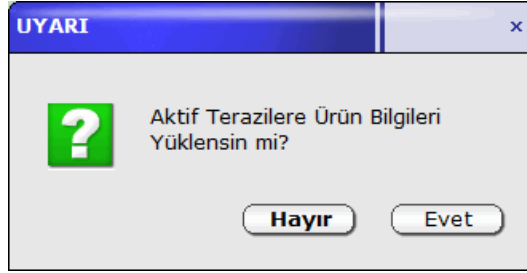 UYARI
Aktif Terazilere Ürün Bilgileri
Yüklensin mi?
Hayır
Evet